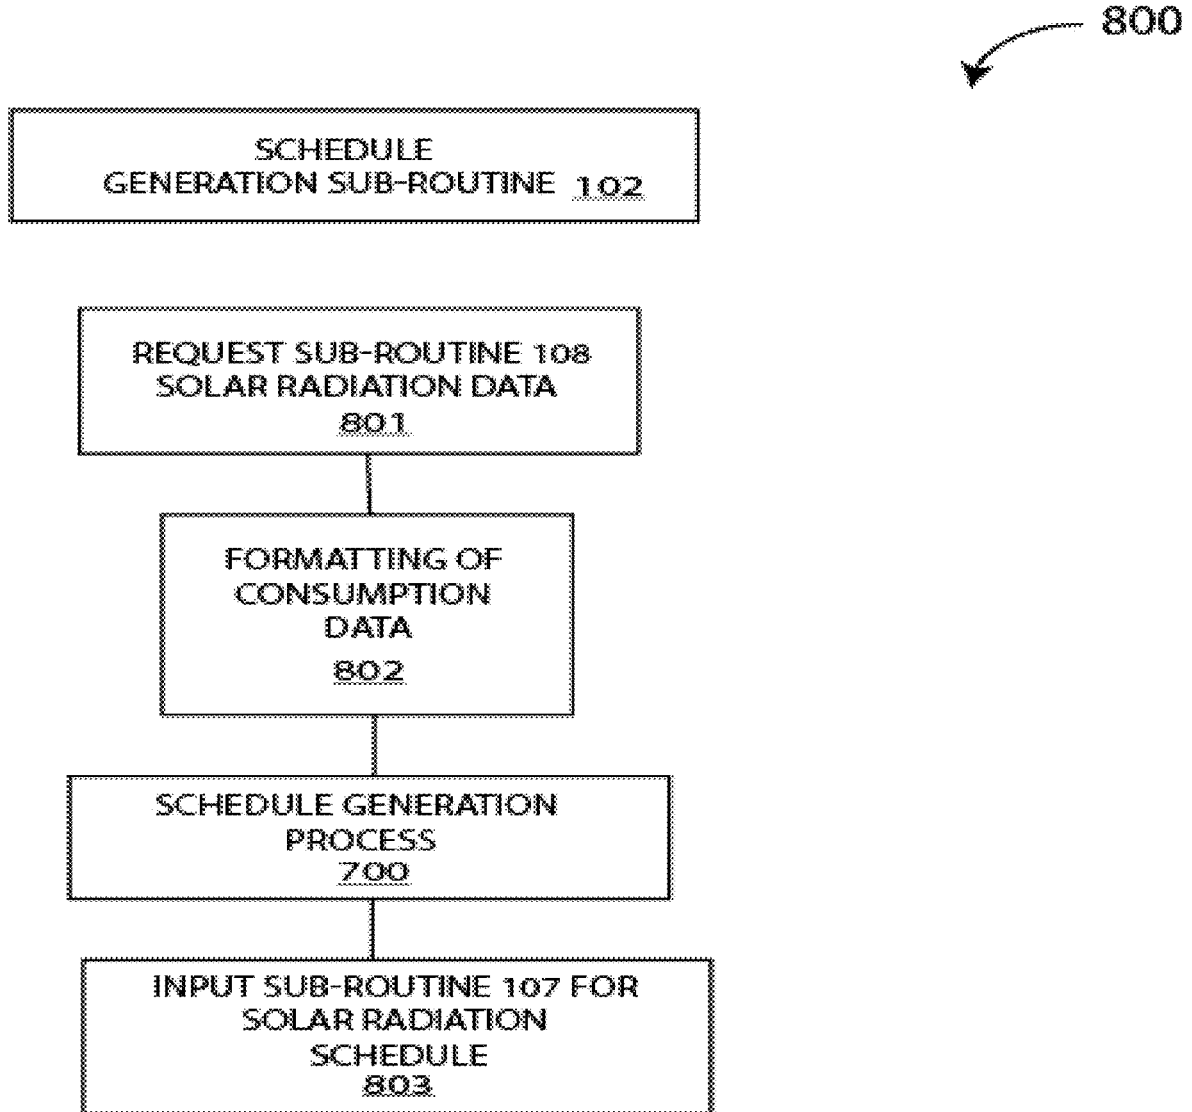 800
SCHEDULE
GENERATION SUB-ROUTINE 102
REQUEST SUB-ROUTINE 108
SOLAR RADIATION DATA
801
FORMATTING OF
CONSUMPTION
DATA
802
SCHEDULE GENERATION
PROCESS
700
INPUT SUB-ROUTINE 107 FOR
SOLAR RADIATION
SCHEDULE
803